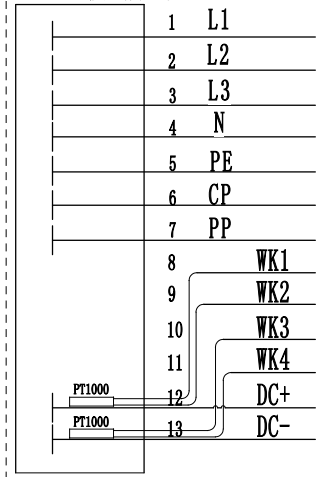 1 L1
2 L2
3 L3
4 N
5 PE
6 CP
7 PP
8 WK1
9 WK2
10 WK3
11 WK4
PT1000 12 DC+
PT1000 13 DC-